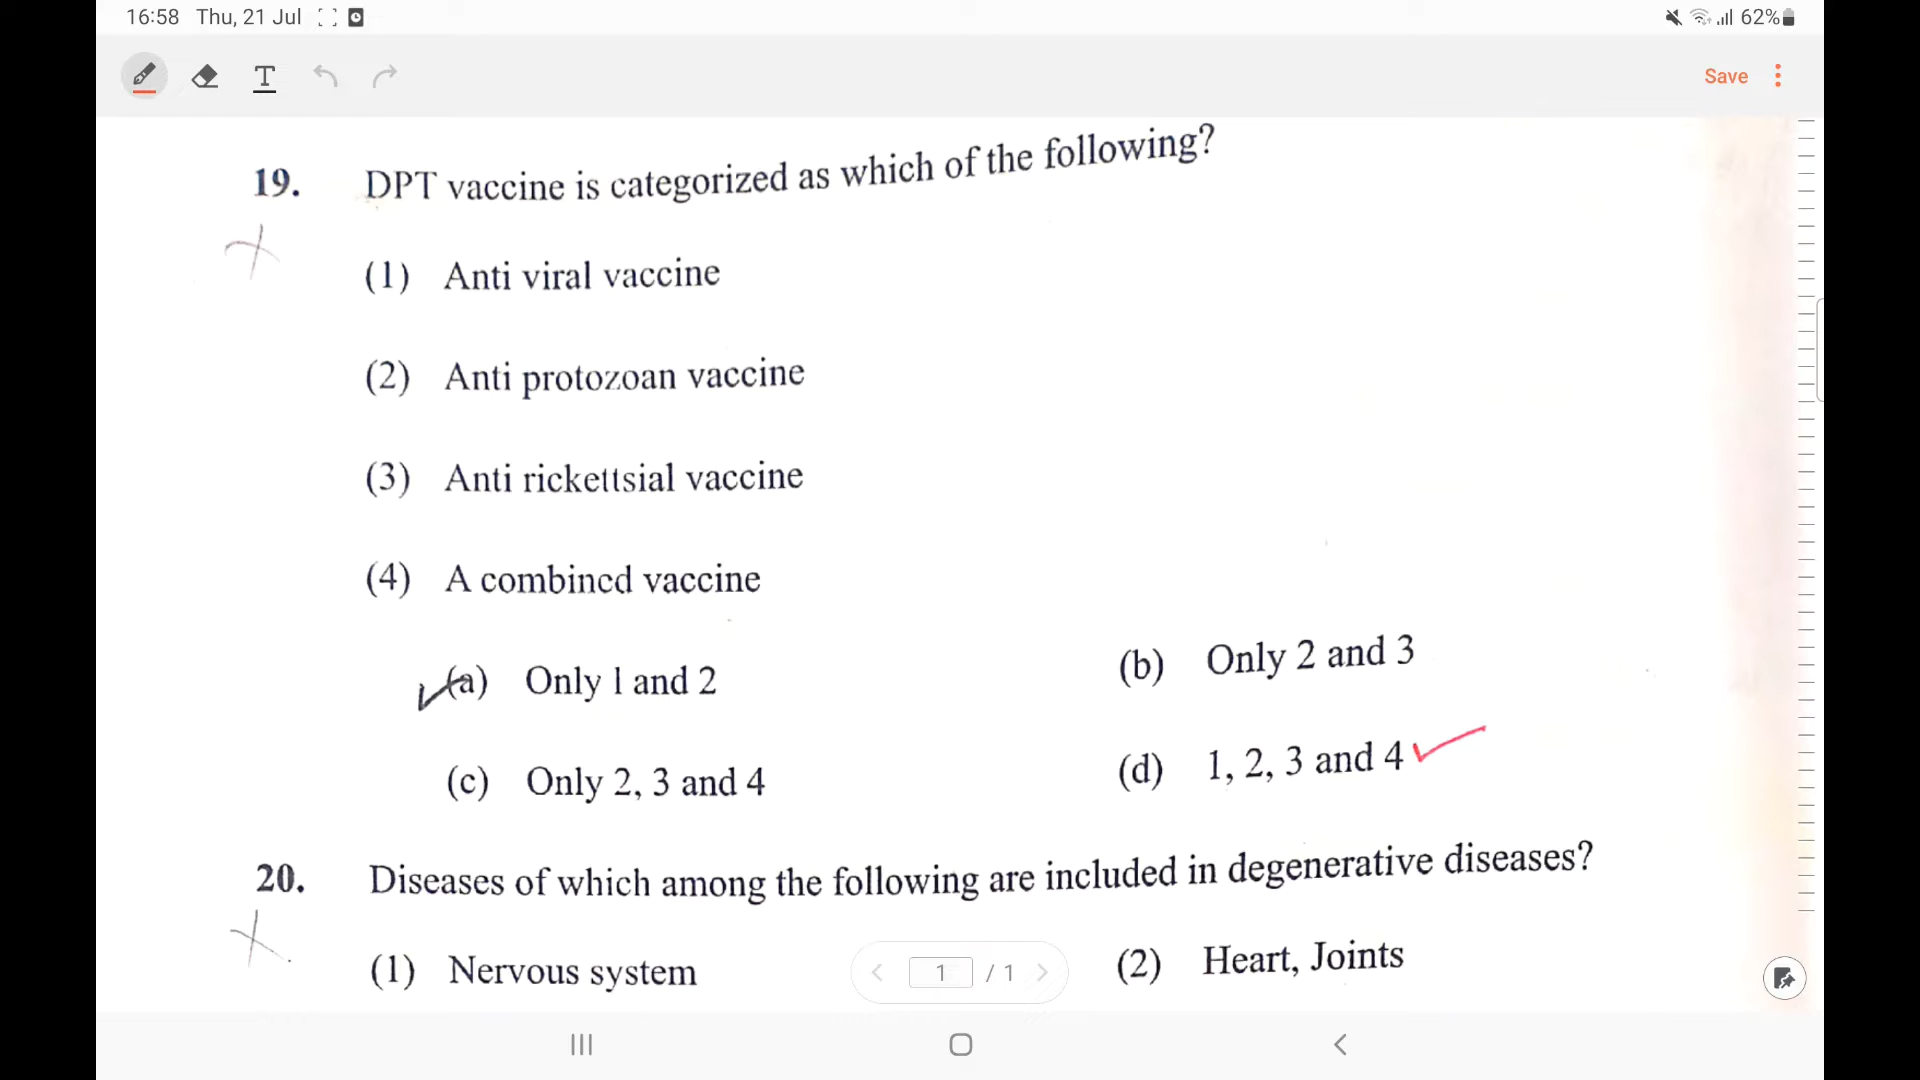 16:58 Thu, 21 Jul 62%
T Save
19. DPT vaccine is categorized as which of the following?
(1) Anti viral vaccine
(2) Anti protozoan vaccine
(3) Anti rickettsial vaccine
(4) A combined vaccine
(a) Only 1 and 2 (b) Only 2 and 3
(c) Only 2, 3 and 4 (d) 1, 2, 3 and 4
20. Diseases of which among the following are included in degenerative diseases?
(1) Nervous system (2) Heart, Joints
1 / 1